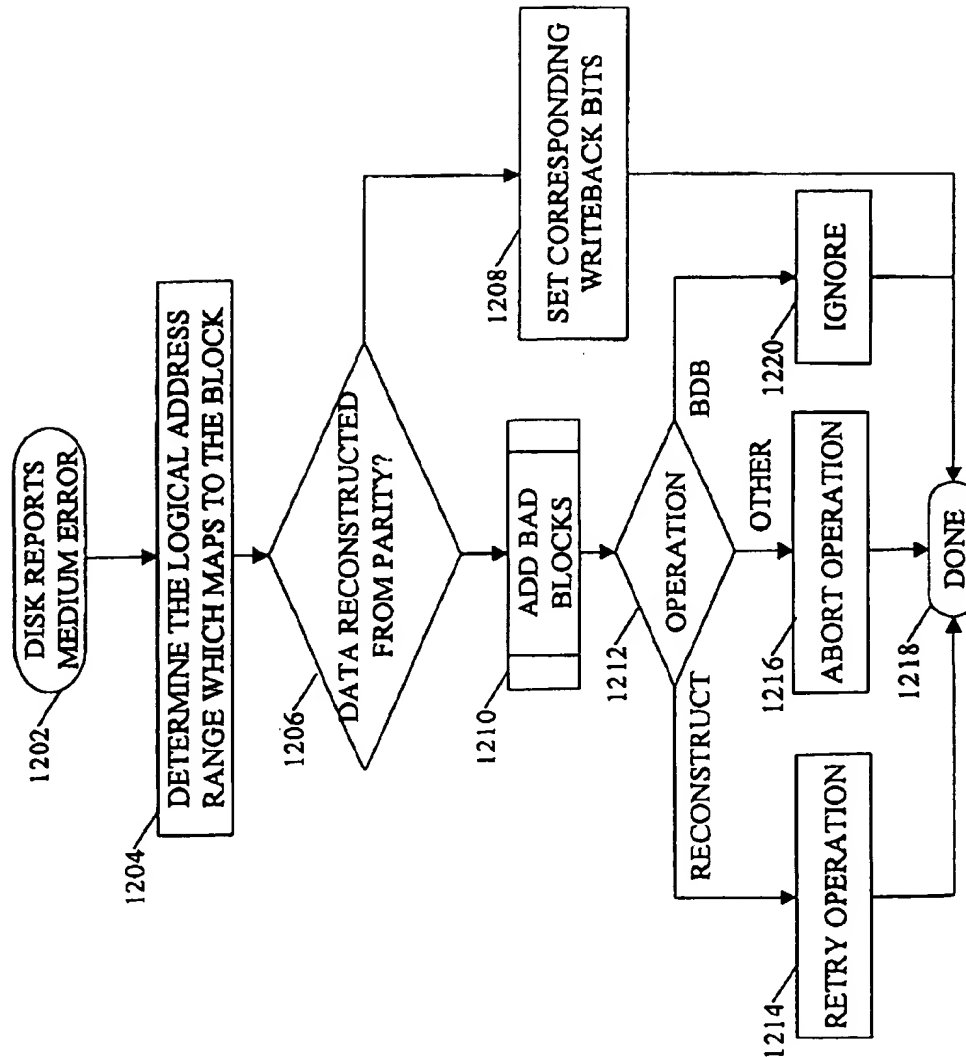 DISK REPORTS
MEDIUM ERROR
1202
DETERMINE THE LOGICAL ADDRESS
RANGE WHICH MAPS TO THE BLOCK
1204
DATA RECONSTRUCTED
FROM PARITY?
1206
SET CORRESPONDING
WRITEBACK BITS
1208
ADD BAD
BLOCKS
1210
OPERATION
1212
RECONSTRUCT
OTHER
BDB
RETRY OPERATION
1214
ABORT OPERATION
1216
IGNORE
1220
DONE
1218